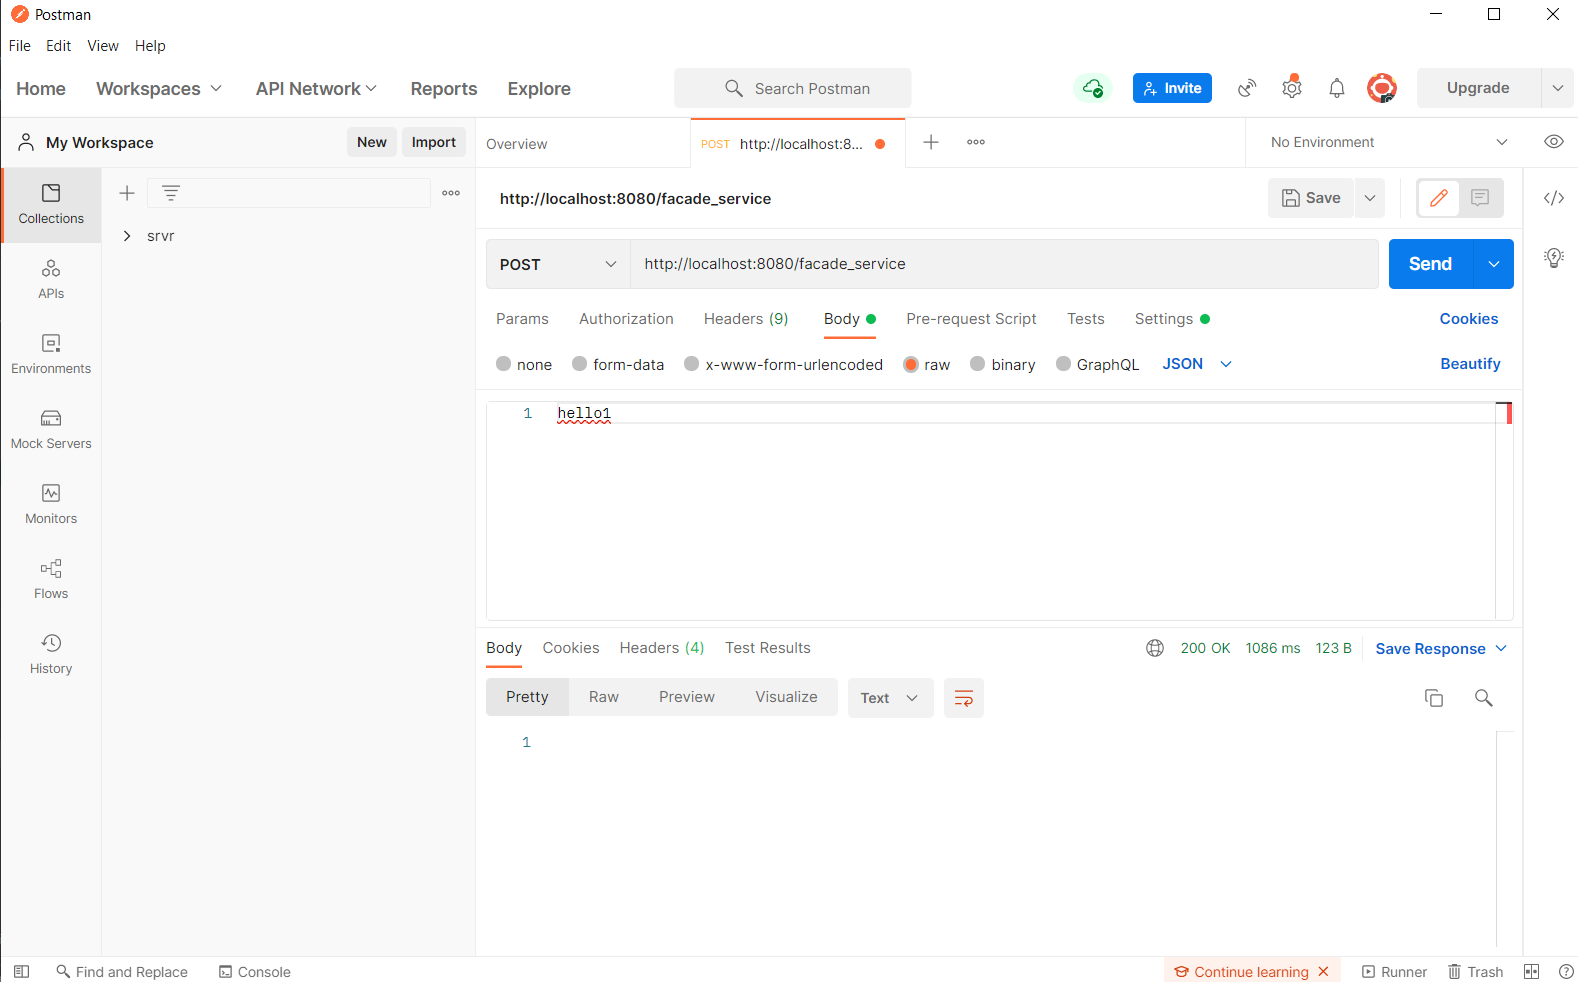 Postman
File Edit View Help
Home Workspaces API Network Reports Explore Search Postman Invite Upgrade
My Workspace New Import Overview POST http://localhost:8... No Environment
Collections
srvr
APIs
Environments
Mock Servers
Monitors
Flows
History
http://localhost:8080/facade_service Save
POST http://localhost:8080/facade_service Send
Params Authorization Headers (9) Body Pre-request Script Tests Settings Cookies
none form-data x-www-form-urlencoded raw binary GraphQL JSON Beautify
1 hello1
Body Cookies Headers (4) Test Results 200 OK 1086 ms 123 B Save Response
Pretty Raw Preview Visualize Text
1
Find and Replace Console Continue learning Runner Trash